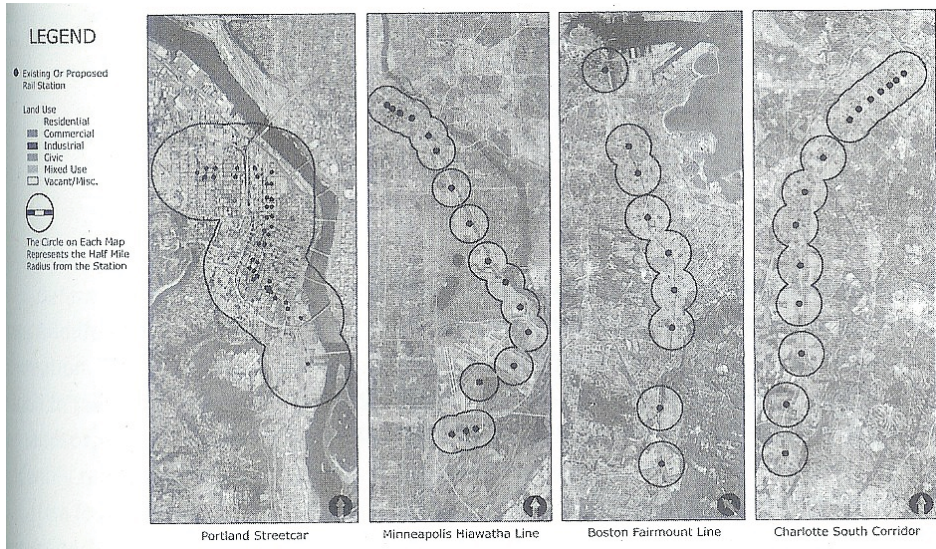 LEGEND
Existing Or Proposed
Rail Station
Land Use
Residential
Commercial
Industrial
Civic
Mixed Use
Vacant/Misc.
The Circle on Each Map
Represents the Half Mile
Radius from the Station
Portland Streetcar
Minneapolis Hiawatha Line
Boston Fairmount Line
Charlotte South Corridor